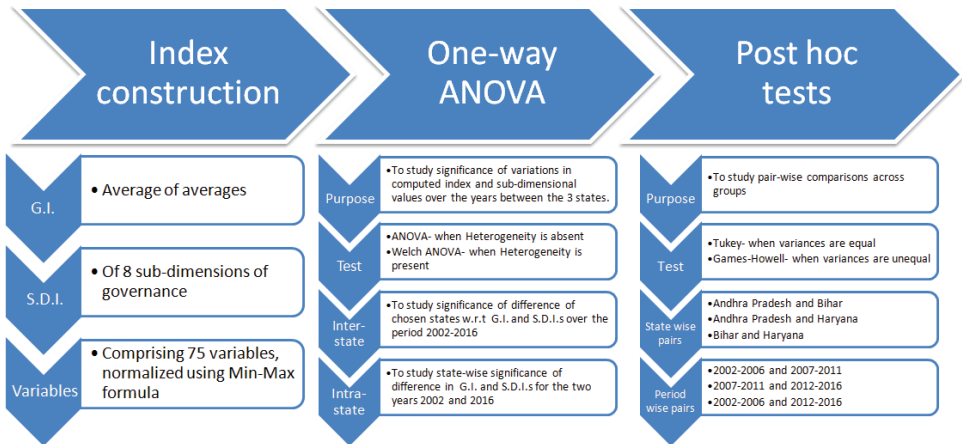 Index
construction
One-way
ANOVA
Post hoc
tests
G.I.
• Average of averages
S.D.I.
• Of 8 sub-dimensions of
governance
Variables
• Comprising 75 variables,
normalized using Min-Max
formula
Purpose
•To study significance of variations in
computed index and sub-dimensional
values over the years between the 3 states.
Test
•ANOVA- when Heterogeneity is absent
•Welch ANOVA- when Heterogeneity is
present
Inter-
state
•To study significance of difference of
chosen states w.r.t G.I. and S.D.I.s over the
period 2002-2016
Intra-
state
•To study state-wise significance of
difference in G.I. and S.D.I.s for the two
years 2002 and 2016
Purpose
•To study pair-wise comparisons across
groups
Test
•Tukey- when variances are equal
•Games-Howell- when variances are unequal
State wise
pairs
•Andhra Pradesh and Bihar
•Andhra Pradesh and Haryana
•Bihar and Haryana
Period
wise pairs
•2002-2006 and 2007-2011
•2007-2011 and 2012-2016
•2002-2006 and 2012-2016